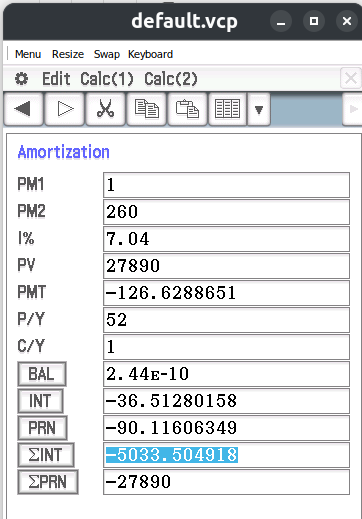 default.vcp
Menu Resize Swap Keyboard
Edit Calc(1) Calc(2)
Amortization
PM1 1
PM2 260
I% 7.04
PV 27890
PMT -126.6288651
P/Y 52
C/Y 1
BAL 2.44E-10
INT -36.51280158
PRN -90.11606349
ΣINT -5033.504918
ΣPRN -27890